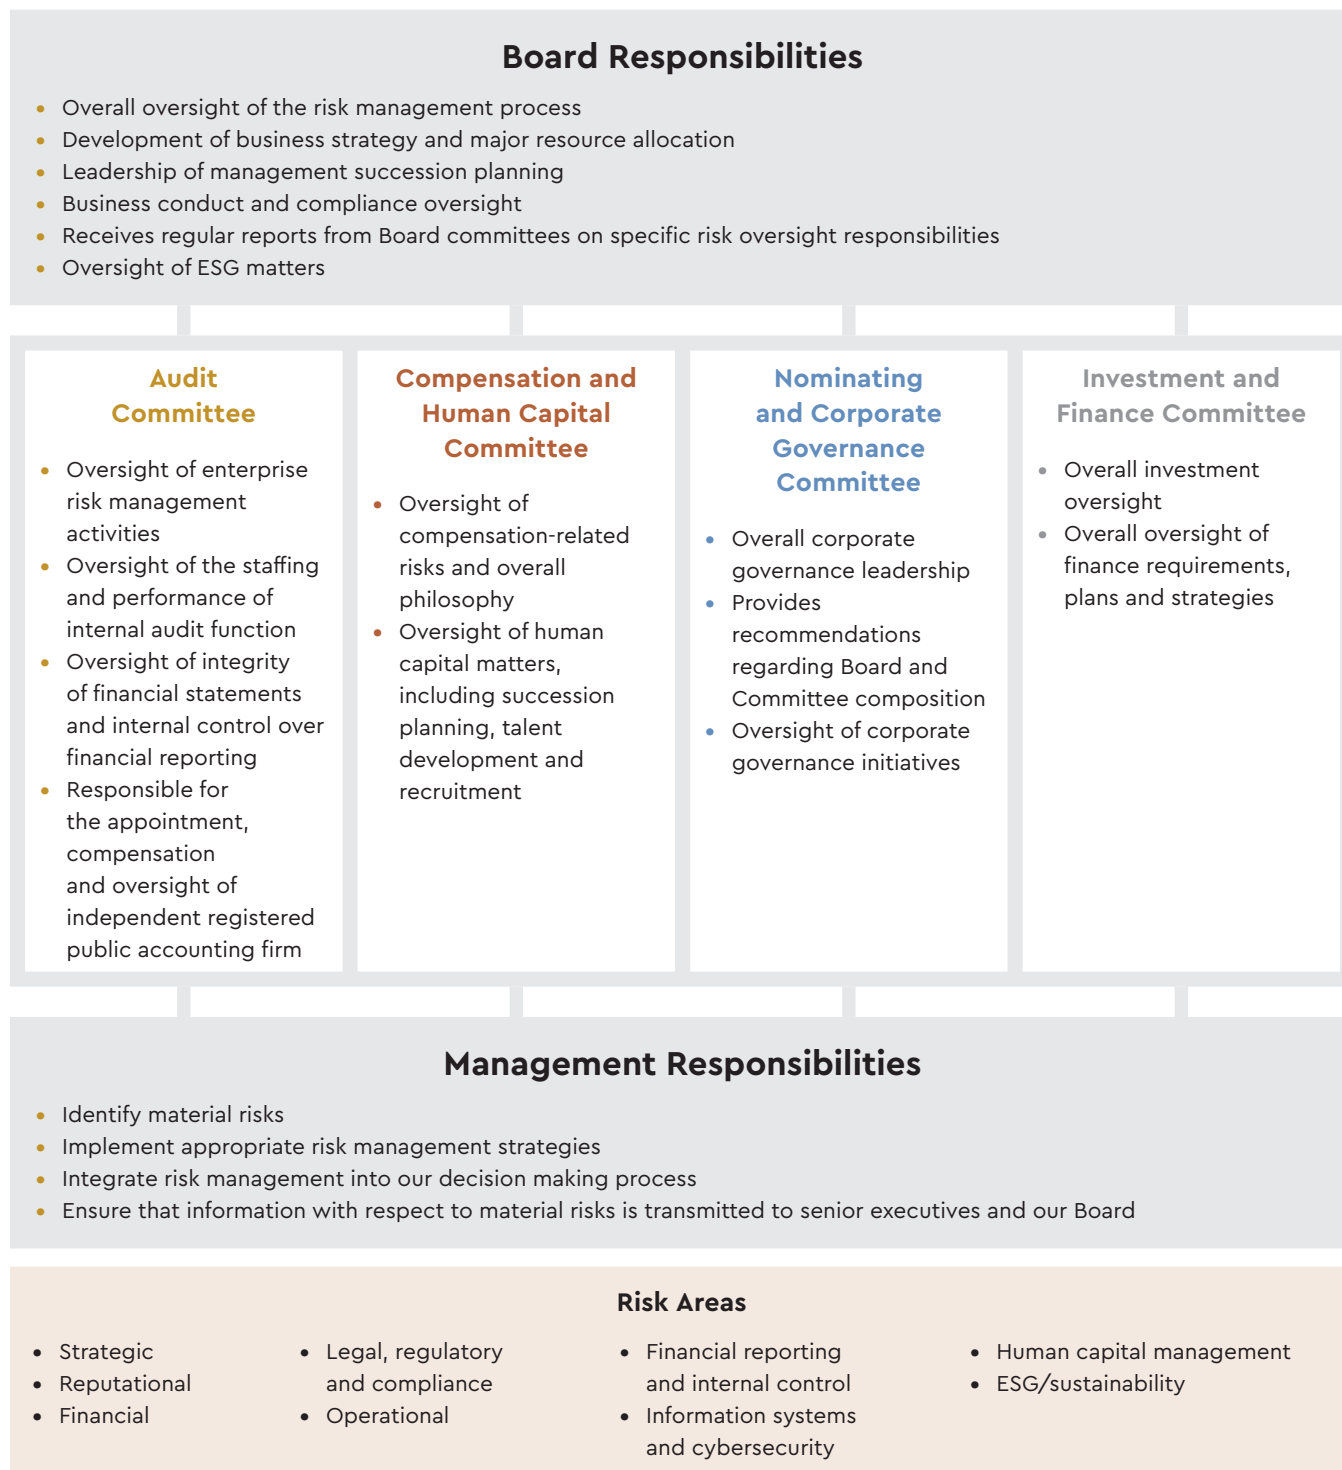 Board Responsibilities
• Overall oversight of the risk management process
• Development of business strategy and major resource allocation
• Leadership of management succession planning
• Business conduct and compliance oversight
• Receives regular reports from Board committees on specific risk oversight responsibilities
• Oversight of ESG matters
Audit
Committee
• Oversight of enterprise
risk management
activities
• Oversight of the staffing
and performance of
internal audit function
• Oversight of integrity
of financial statements
and internal control over
financial reporting
• Responsible for
the appointment,
compensation
and oversight of
independent registered
public accounting firm
Compensation and
Human Capital
Committee
• Oversight of
compensation-related
risks and overall
philosophy
• Oversight of human
capital matters,
including succession
planning, talent
development and
recruitment
Nominating
and Corporate
Governance
Committee
• Overall corporate
governance leadership
• Provides
recommendations
regarding Board and
Committee composition
• Oversight of corporate
governance initiatives
Investment and
Finance Committee
• Overall investment
oversight
• Overall oversight of
finance requirements,
plans and strategies
Management Responsibilities
• Identify material risks
• Implement appropriate risk management strategies
• Integrate risk management into our decision making process
• Ensure that information with respect to material risks is transmitted to senior executives and our Board
Risk Areas
• Strategic
• Reputational
• Financial
• Legal, regulatory
and compliance
• Operational
• Financial reporting
and internal control
• Information systems
and cybersecurity
• Human capital management
• ESG/sustainability